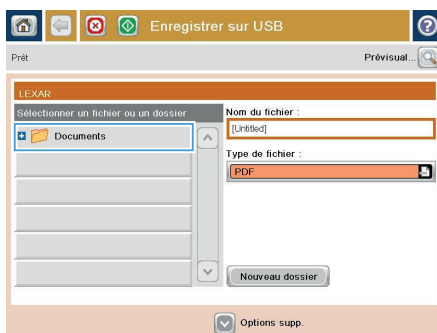 Enregistrer sur USB
Prêt
Prévisual...
LEXAR
Sélectionner un fichier ou un dossier
Nom du fichier :
[Untitled]
Documents
Type de fichier :
PDF
Nouveau dossier
Options supp.